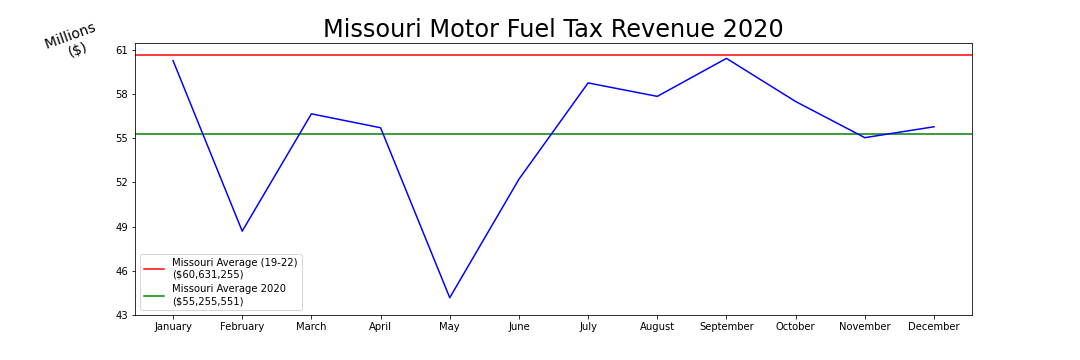 Missouri Motor Fuel Tax Revenue 2020
Millions
($)
61
58
55
52
49
46
43
Missouri Average (19-22)
($60,631,255)
Missouri Average 2020
($55,255,551)
January February March April May June July August September October November December